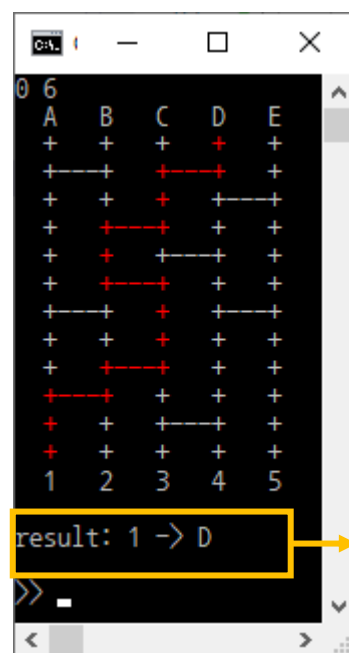 0 6
A B C D E
+ + + + +
+---+ +---+ +
+ + + +---+
+ +---+ + +
+ + +---+ +
+ +---+ + +
+---+ + +---+
+ + + + +
+ +---+ + +
+---+ + + +
+ + +---+ +
+ + + + +
1 2 3 4 5
result: 1 -> D
>> _